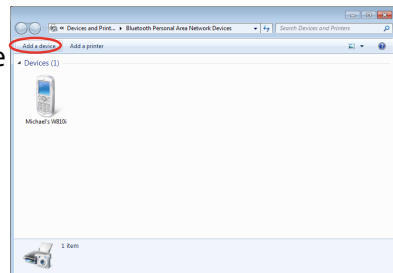 « Devices and Print... ▸ Bluetooth Personal Area Network Devices
Search Devices and Printers
Add a device
Add a printer
e
Devices (1)
Michael's W810i
1 item